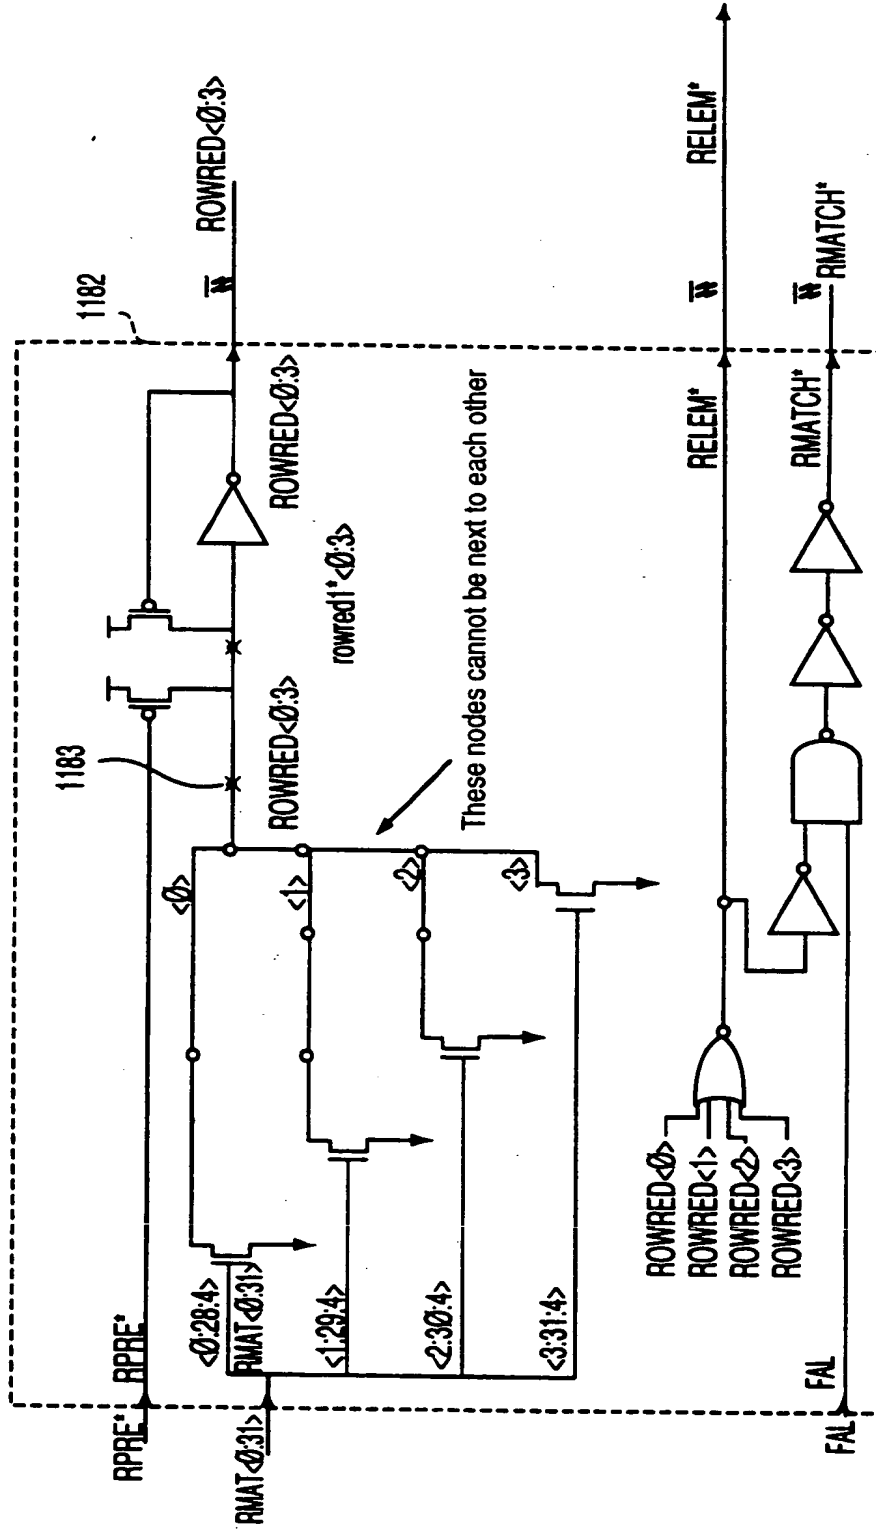 1182
1183
ROWRED<Ø:3>
ROWRED<Ø:3>
rowred1*<Ø:3>
ROWRED<Ø:3>
These nodes cannot be next to each other
<Ø>
<1>
<2>
<3>
RPRE*
RPRE*
RMAT<Ø:31>
RMAT<Ø:31>
<Ø:28:4>
<1:29:4>
<2:3Ø:4>
<3:31:4>
ROWRED<Ø>
ROWRED<1>
ROWRED<2>
ROWRED<3>
RELEM*
RELEM*
RMATCH*
RMATCH*
FAL
FAL